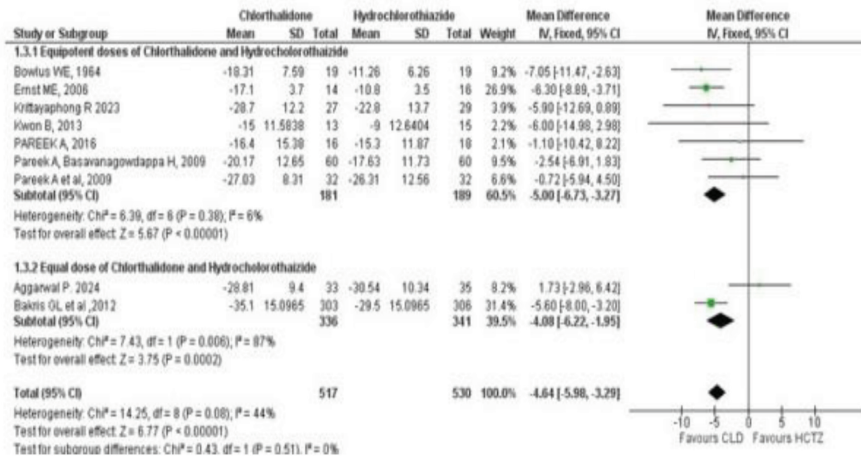 Chlorthalidone Hydrochlorothiazide Mean Difference Mean Difference
Study or Subgroup Mean SD Total Mean SD Total Weight IV, Fixed, 95% CI IV, Fixed, 95% CI
1.3.1 Equipotent doses of Chlorthalidone and Hydrocholorothaizide
Bowlus WE, 1964 -18.31 7.59 19 -11.26 6.26 19 9.2% -7.05 [-11.47, -2.63]
Ernst ME, 2006 -17.1 3.7 14 -10.8 3.5 16 26.9% -6.30 [-8.89, -3.71]
Krittayaphong R 2023 -28.7 12.2 27 -22.8 13.7 29 3.9% -5.90 [-12.69, 0.89]
Kwon B, 2013 -15 11.5838 13 -9 12.6404 15 2.2% -6.00 [-14.98, 2.98]
PAREEK A, 2016 -16.4 15.38 16 -15.3 11.87 18 2.1% -1.10 [-10.42, 8.22]
Pareek A, Basavanagowdappa H, 2009 -20.17 12.65 60 -17.63 11.73 60 9.5% -2.54 [-6.91, 1.83]
Pareek A et al, 2009 -27.03 8.31 32 -26.31 12.56 32 6.6% -0.72 [-5.94, 4.50]
Subtotal (95% CI) 181 189 60.5% -5.00 [-6.73, -3.27]
Heterogeneity: Chi² = 6.39, df = 6 (P = 0.38); I² = 6%
Test for overall effect: Z = 5.67 (P < 0.00001)
1.3.2 Equal dose of Chlorthalidone and Hydrocholorothaizide
Aggarwal P. 2024 -28.81 9.4 33 -30.54 10.34 35 8.2% 1.73 [-2.96, 6.42]
Bakris GL et al ,2012 -35.1 15.0965 303 -29.5 15.0965 306 31.4% -5.60 [-8.00, -3.20]
Subtotal (95% CI) 336 341 39.5% -4.08 [-6.22, -1.95]
Heterogeneity: Chi² = 7.43, df = 1 (P = 0.006); I² = 87%
Test for overall effect: Z = 3.75 (P = 0.0002)
Total (95% CI) 517 530 100.0% -4.64 [-5.98, -3.29]
Heterogeneity: Chi² = 14.25, df = 8 (P = 0.08); I² = 44%
Test for overall effect: Z = 6.77 (P < 0.00001)
Test for subgroup differences: Chi² = 0.43, df = 1 (P = 0.51), I² = 0%
-10 -5 0 5 10
Favours CLD Favours HCTZ